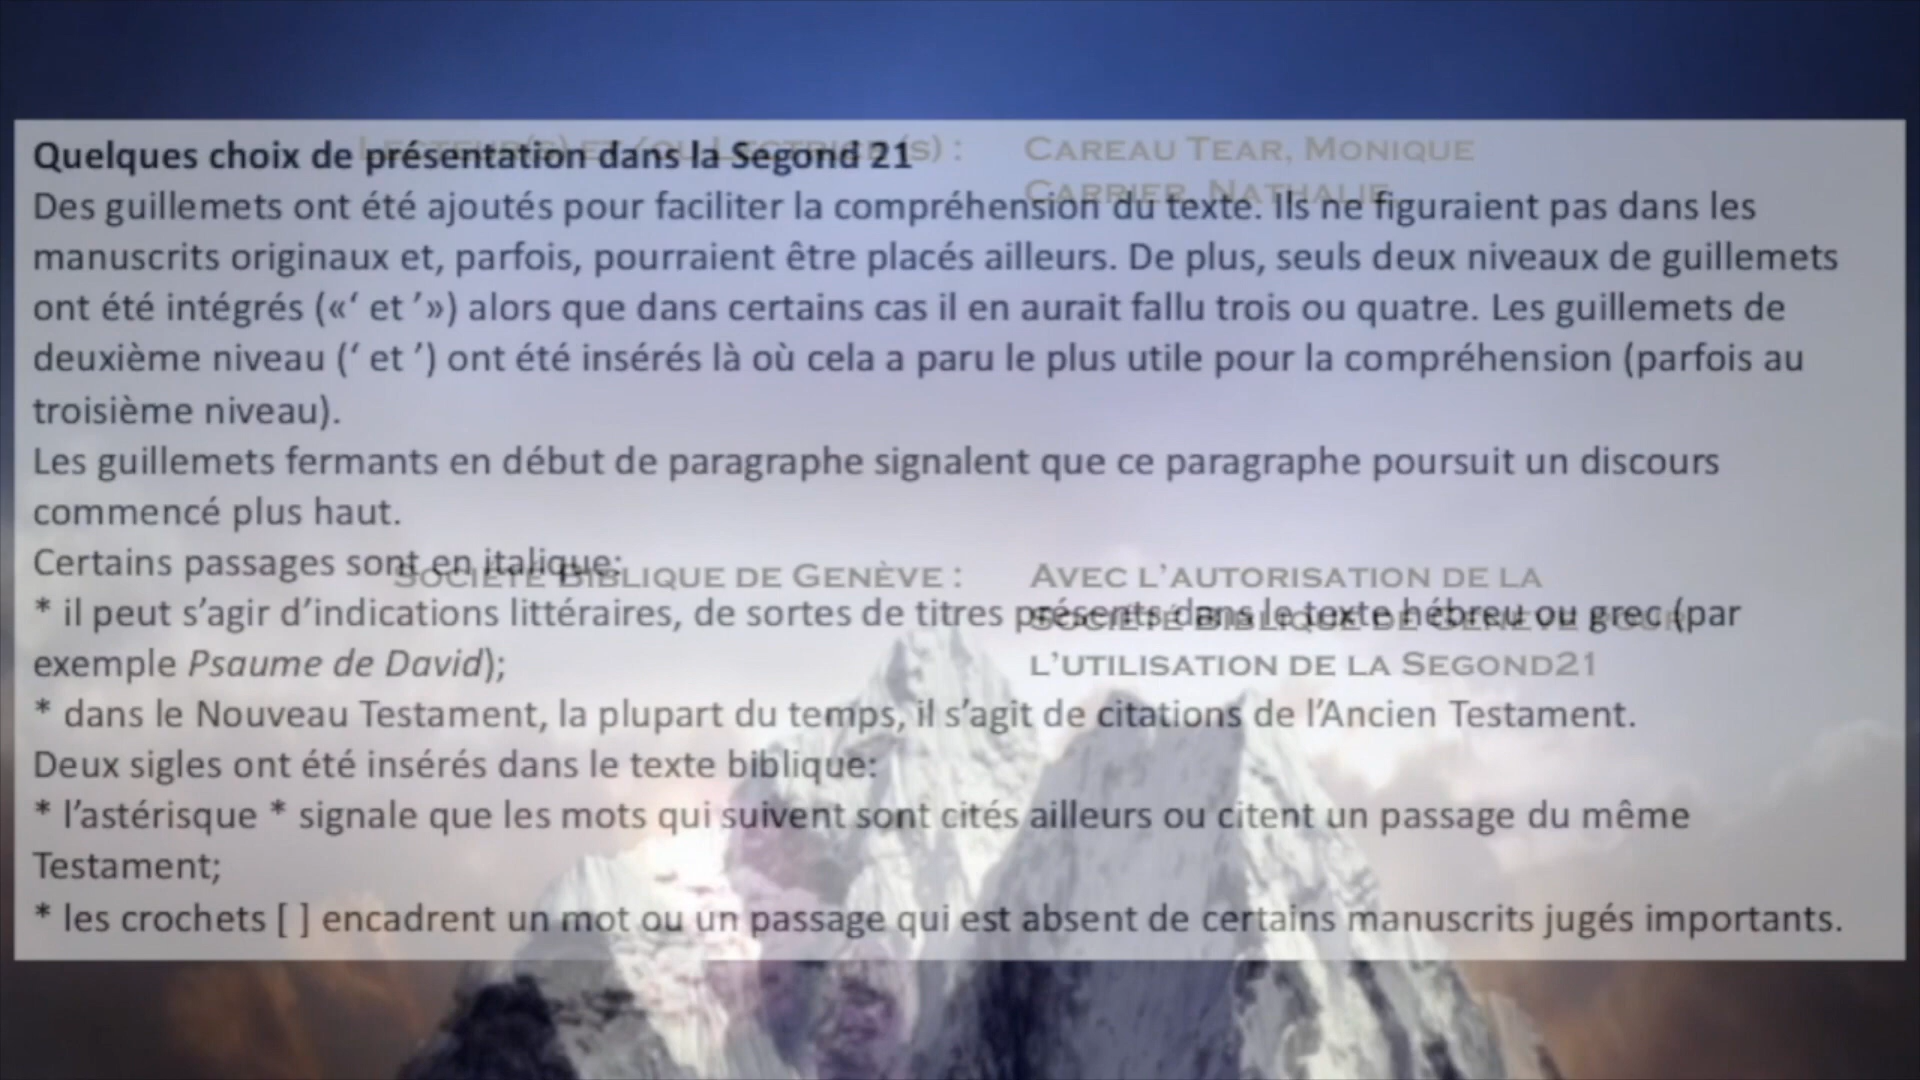 Quelques choix de présentation dans la Segond 21
CAREAU TEAR, MONIQUE
CARRIER, NATHALIE
Des guillemets ont été ajoutés pour faciliter la compréhension du texte. Ils ne figuraient pas dans les
manuscrits originaux et, parfois, pourraient être placés ailleurs. De plus, seuls deux niveaux de guillemets
ont été intégrés («‘ et ’») alors que dans certains cas il en aurait fallu trois ou quatre. Les guillemets de
deuxième niveau (‘ et ’) ont été insérés là où cela a paru le plus utile pour la compréhension (parfois au
troisième niveau).
Les guillemets fermants en début de paragraphe signalent que ce paragraphe poursuit un discours
commencé plus haut.
Certains passages sont en italique:
SOCIÉTÉ BIBLIQUE DE GENÈVE : AVEC L’AUTORISATION DE LA
* il peut s’agir d’indications littéraires, de sortes de titres présents dans le texte hébreu ou grec (par
SOCIÉTÉ BIBLIQUE DE GENÈVE POUR
exemple Psaume de David);
L’UTILISATION DE LA SEGOND21
* dans le Nouveau Testament, la plupart du temps, il s’agit de citations de l’Ancien Testament.
Deux sigles ont été insérés dans le texte biblique:
* l’astérisque * signale que les mots qui suivent sont cités ailleurs ou citent un passage du même
Testament;
* les crochets [ ] encadrent un mot ou un passage qui est absent de certains manuscrits jugés importants.